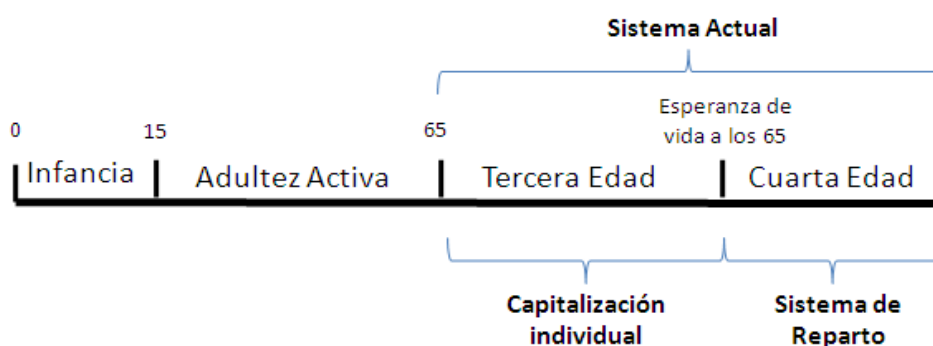 Sistema Actual
Esperanza de
0 15 65 vida a los 65
Infancia Adultez Activa Tercera Edad Cuarta Edad
Capitalización Sistema de
individual Reparto